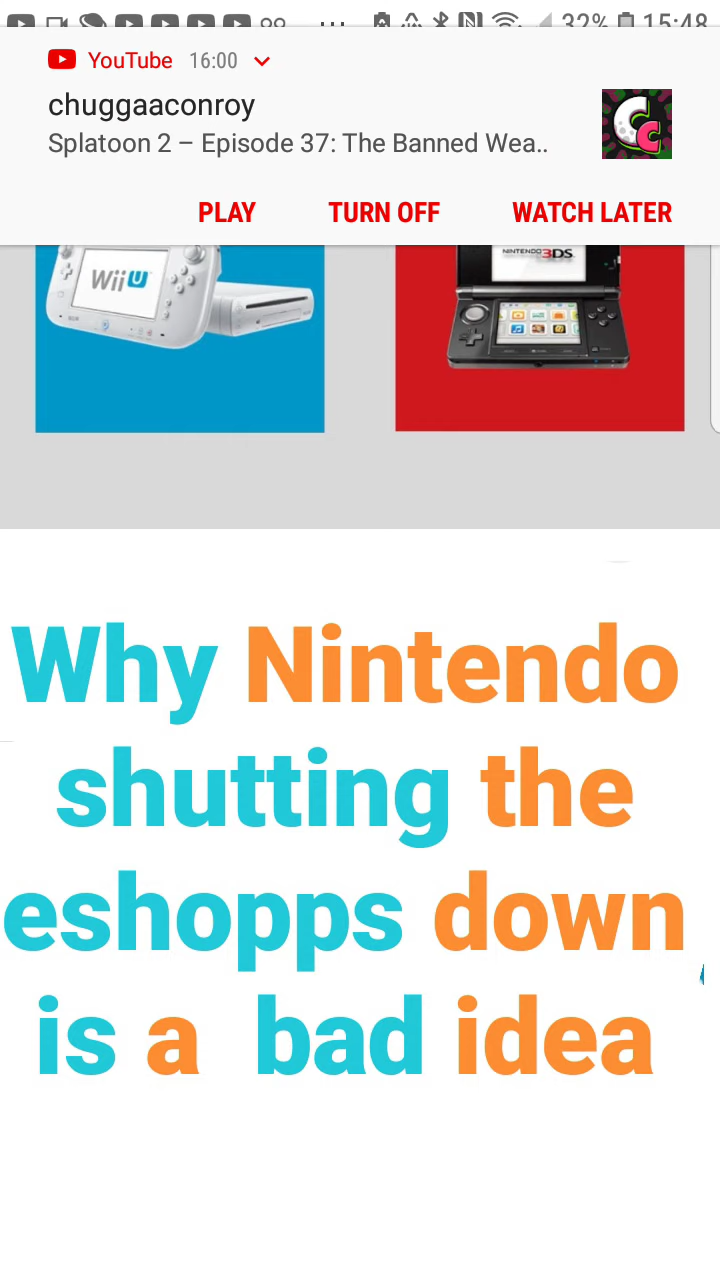 32% 15:48
YouTube 16:00
chuggaaconroy
Splatoon 2 – Episode 37: The Banned Wea..
PLAY TURN OFF WATCH LATER
WiiU
NINTENDO 3DS
Why Nintendo
shutting the
eshopps down
is a bad idea